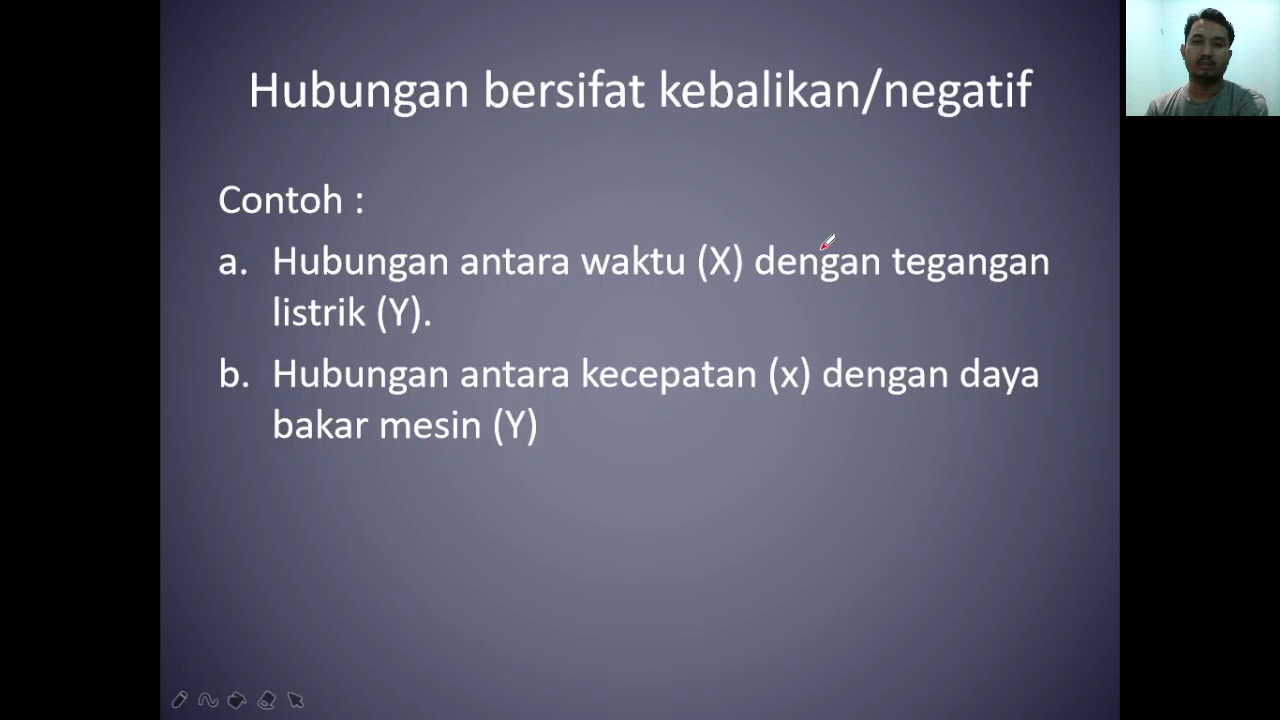 Hubungan bersifat kebalikan/negatif
Contoh :
a. Hubungan antara waktu (X) dengan tegangan
listrik (Y).
b. Hubungan antara kecepatan (x) dengan daya
bakar mesin (Y)